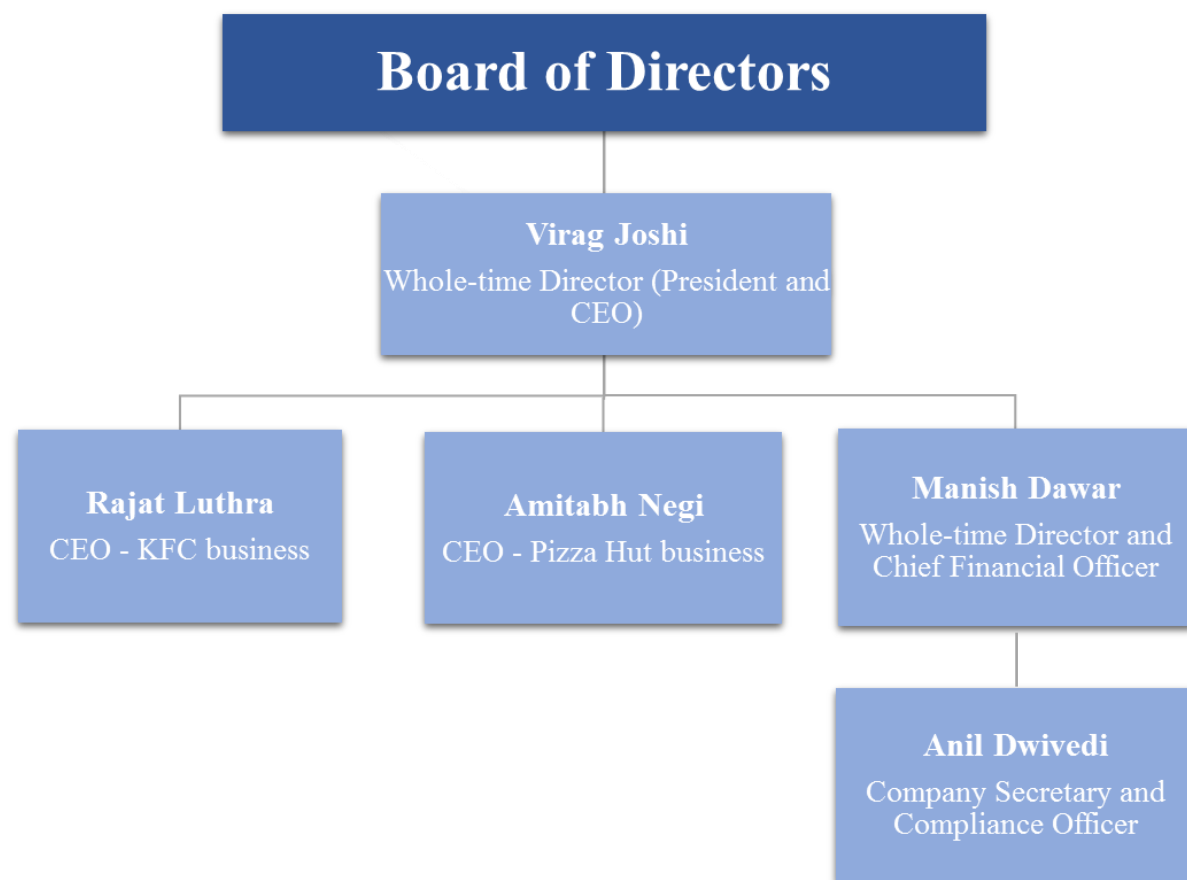 Board of Directors
Virag Joshi
Whole-time Director (President and
CEO)
Rajat Luthra
CEO - KFC business
Amitabh Negi
CEO - Pizza Hut business
Manish Dawar
Whole-time Director and
Chief Financial Officer
Anil Dwivedi
Company Secretary and
Compliance Officer